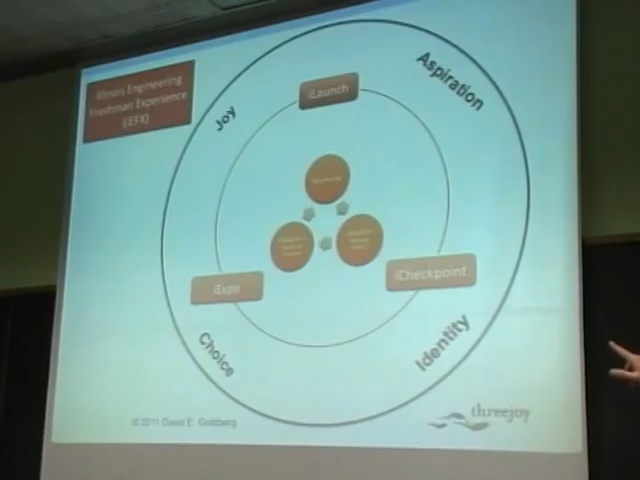 Illinois Engineering
Freshman Experience
(iEFX)
Joy
Aspiration
iLaunch
iExpo
iCheckpoint
Choice
Identity
© 2011 David E. Goldberg
threejoy